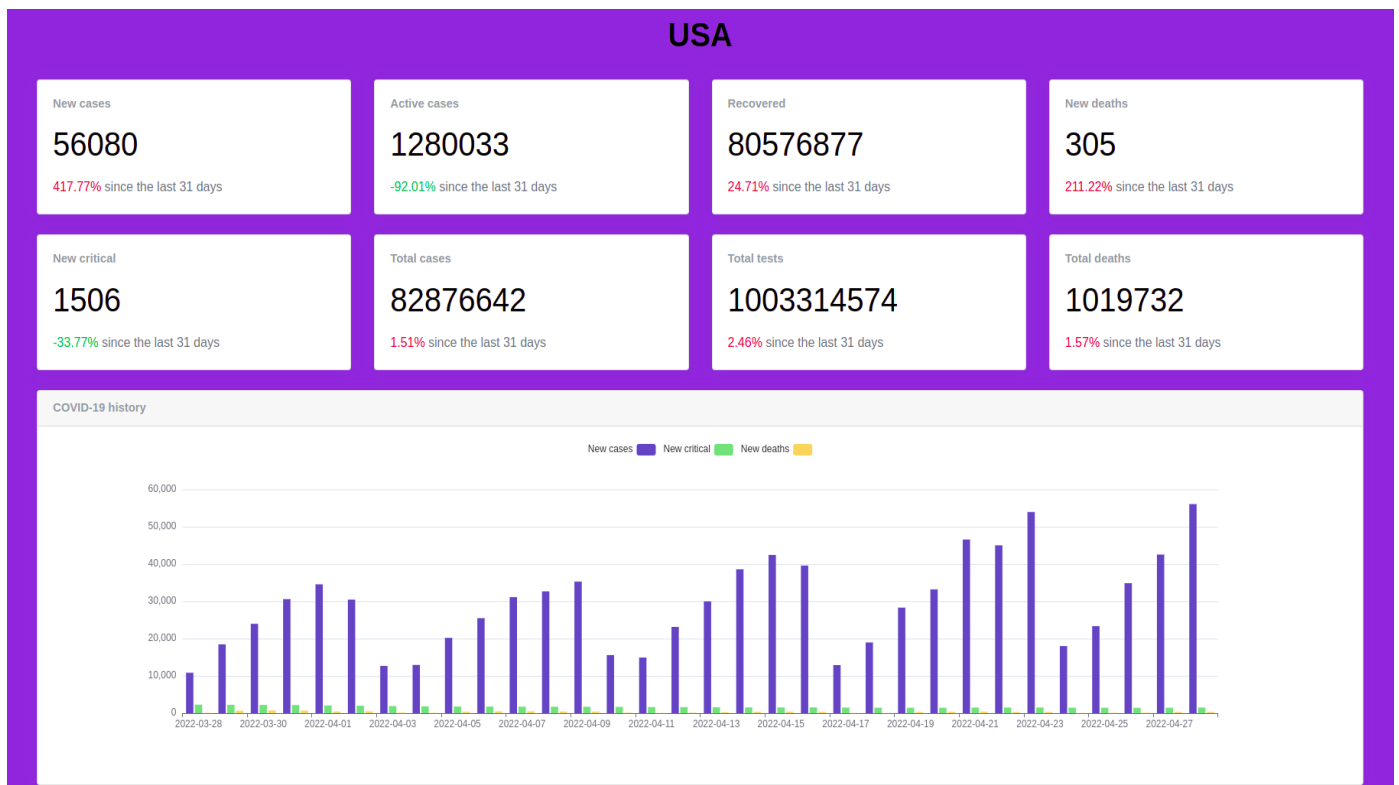 USA
New cases
56080
417.77% since the last 31 days
Active cases
1280033
-92.01% since the last 31 days
Recovered
80576877
24.71% since the last 31 days
New deaths
305
211.22% since the last 31 days
New critical
1506
-33.77% since the last 31 days
Total cases
82876642
1.51% since the last 31 days
Total tests
1003314574
2.46% since the last 31 days
Total deaths
1019732
1.57% since the last 31 days
COVID-19 history
New cases New critical New deaths
60,000
50,000
40,000
30,000
20,000
10,000
0
2022-03-28 2022-03-30 2022-04-01 2022-04-03 2022-04-05 2022-04-07 2022-04-09 2022-04-11 2022-04-13 2022-04-15 2022-04-17 2022-04-19 2022-04-21 2022-04-23 2022-04-25 2022-04-27